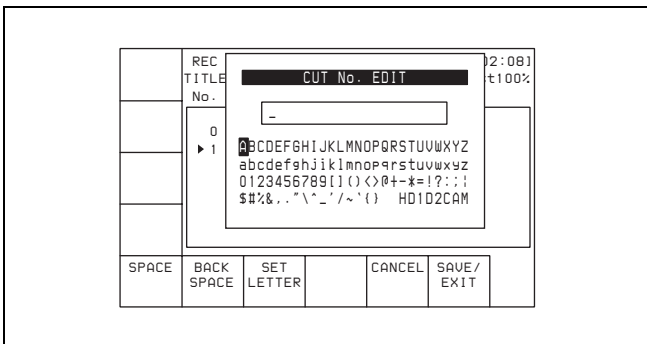 REC
TITLE
No.
02:08]
t100%
CUT No. EDIT
_
0
▶ 1
ABCDEFGHIJKLMNOPQRSTUVWXYZ
abcdefghijklmnopqrstuvwxyz
0123456789[]()<>@+-*=!?:;¦
$#%&,."\^_'/~`{} HD1D2CAM
SPACE
BACK SPACE
SET LETTER
CANCEL
SAVE/ EXIT